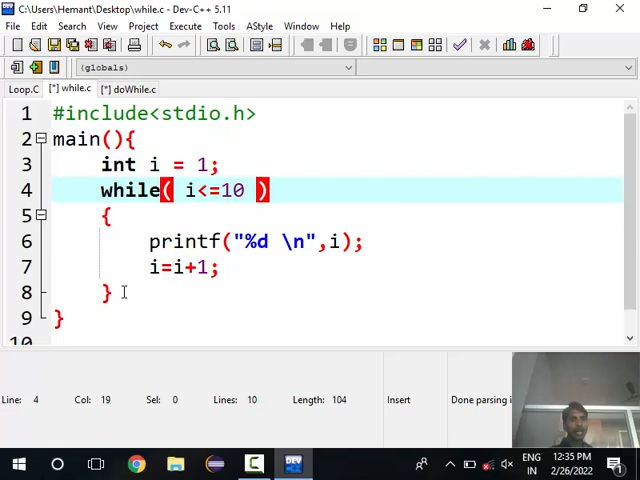 C:\Users\Hemant\Desktop\while.c - Dev-C++ 5.11
File Edit Search View Project Execute Tools AStyle Window Help
(globals)
Loop.C [*] while.c [*] doWhile.c
1 #include<stdio.h>
2 main(){
3 int i = 1;
4 while( i<=10 )
5 {
6 printf("%d \n",i);
7 i=i+1;
8 }
9 }
10
Line: 4 Col: 19 Sel: 0 Lines: 10 Length: 104 Insert Done parsing i
DEV
ENG
IN
12:35 PM
2/26/2022